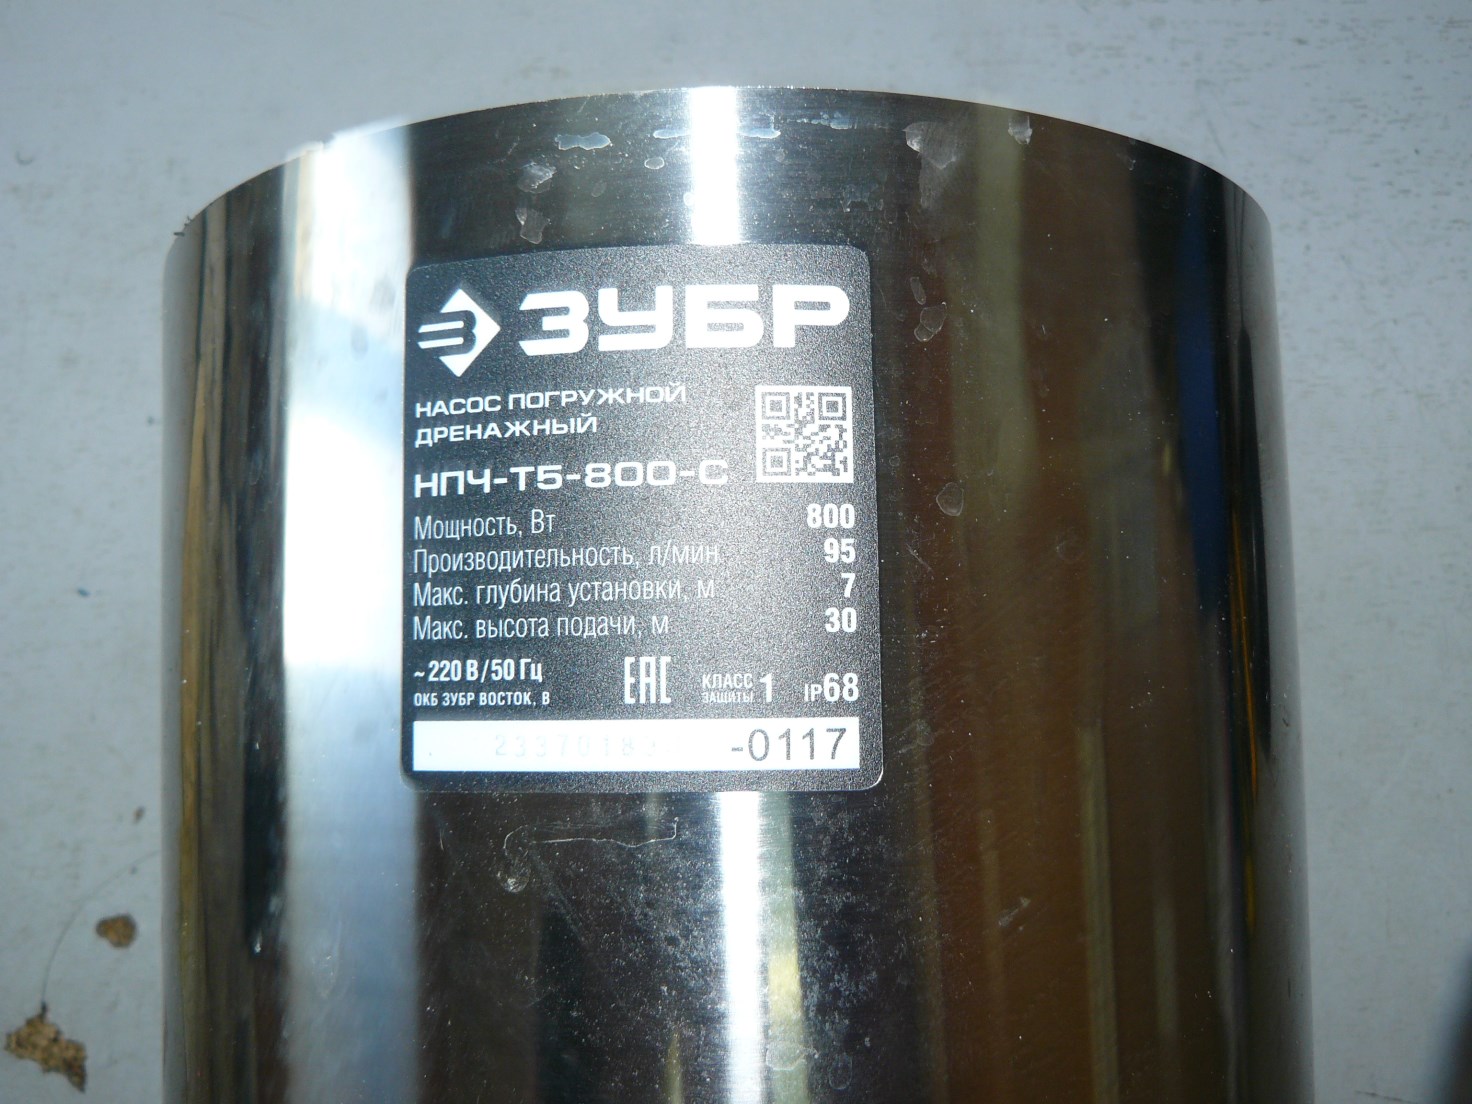 ЗУБР
НАСОС ПОГРУЖНОЙ
ДРЕНАЖНЫЙ
НПЧ-Т5-800-С
Мощность, Вт 800
Производительность, л/мин. 95
Макс. глубина установки, м 7
Макс. высота подачи, м 30
~220 В/50 Гц
ОКБ ЗУБР ВОСТОК, В
ЕАС
КЛАСС ЗАЩИТЫ 1
IP68
-0117